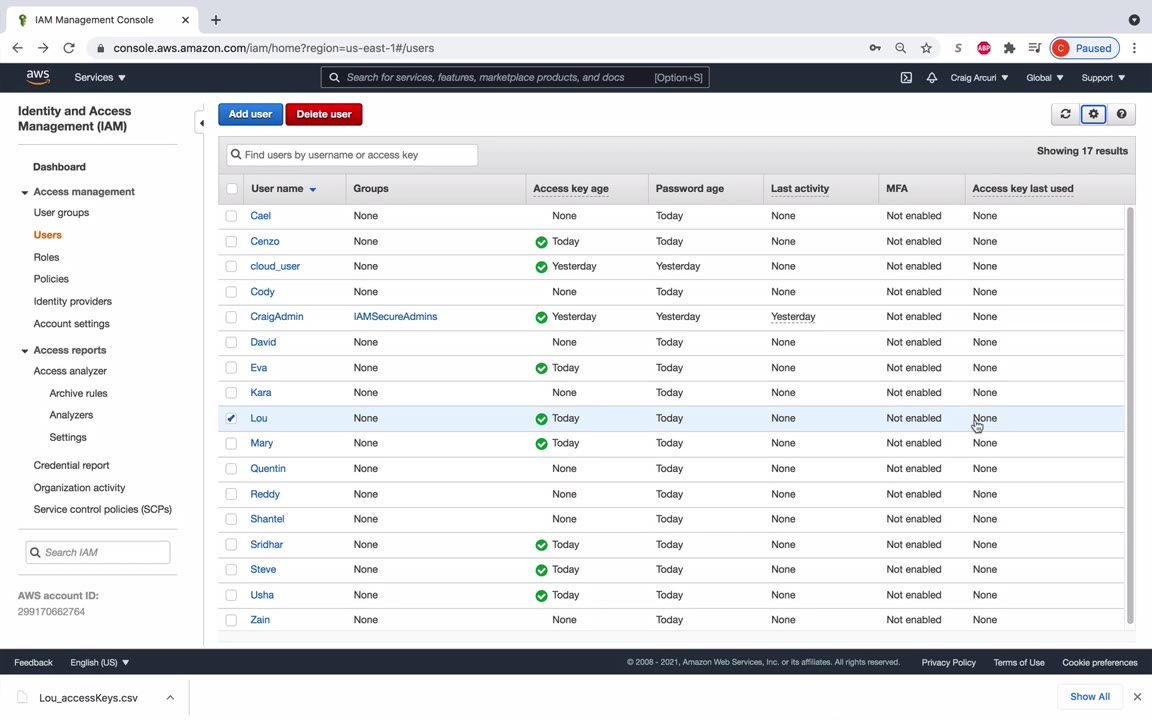 IAM Management Console
console.aws.amazon.com/iam/home?region=us-east-1#/users
S
ABP
C Paused
aws
Services
Search for services, features, marketplace products, and docs [Option+S]
Craig Arcuri
Global
Support
Identity and Access
Management (IAM)
Dashboard
Access management
User groups
Users
Roles
Policies
Identity providers
Account settings
Access reports
Access analyzer
Archive rules
Analyzers
Settings
Credential report
Organization activity
Service control policies (SCPs)
Search IAM
AWS account ID:
299170662764
Add user
Delete user
Find users by username or access key
Showing 17 results
User name Groups Access key age Password age Last activity MFA Access key last used
Cael None None Today None Not enabled None
Cenzo None Today Today None Not enabled None
cloud_user None Yesterday Yesterday None Not enabled None
Cody None None Today None Not enabled None
CraigAdmin IAMSecureAdmins Yesterday Yesterday Yesterday Not enabled None
David None None Today None Not enabled None
Eva None Today Today None Not enabled None
Kara None None Today None Not enabled None
Lou None Today Today None Not enabled None
Mary None Today Today None Not enabled None
Quentin None None Today None Not enabled None
Reddy None None Today None Not enabled None
Shantel None None Today None Not enabled None
Sridhar None Today Today None Not enabled None
Steve None Today Today None Not enabled None
Usha None Today Today None Not enabled None
Zain None None Today None Not enabled None
Feedback
English (US)
© 2008 - 2021, Amazon Web Services, Inc. or its affiliates. All rights reserved.
Privacy Policy
Terms of Use
Cookie preferences
Lou_accessKeys.csv
Show All